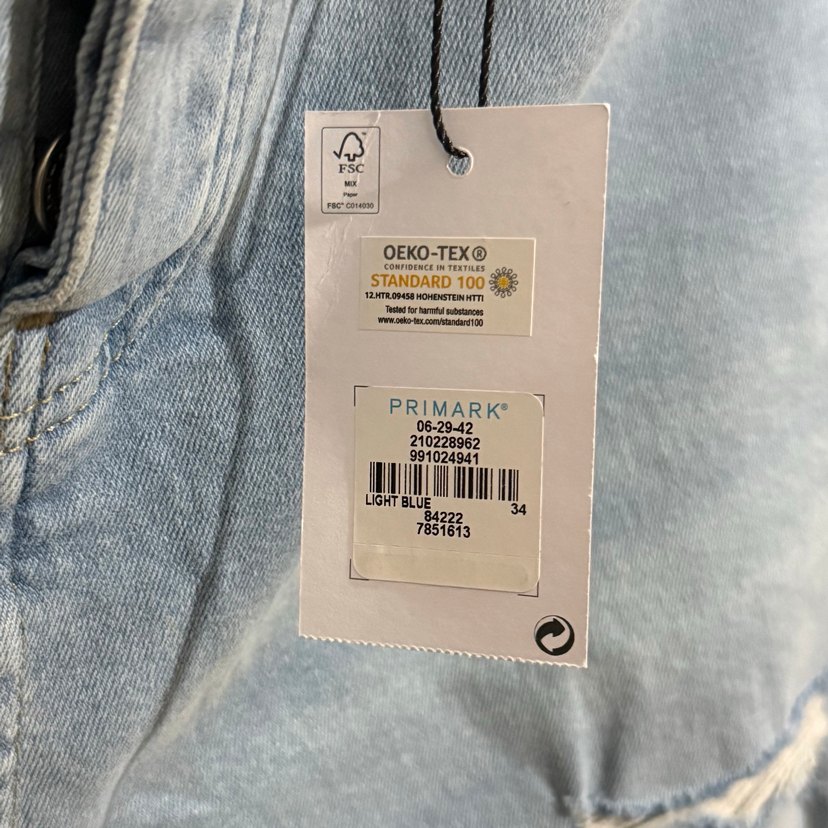 FSC
MIX
Paper
FSC™ C014030
OEKO-TEX®
CONFIDENCE IN TEXTILES
STANDARD 100
12.HTR.09458 HOHENSTEIN HTTI
Tested for harmful substances
www.oeko-tex.com/standard100
PRIMARK®
06-29-42
210228962
991024941
LIGHT BLUE 34
84222
7851613